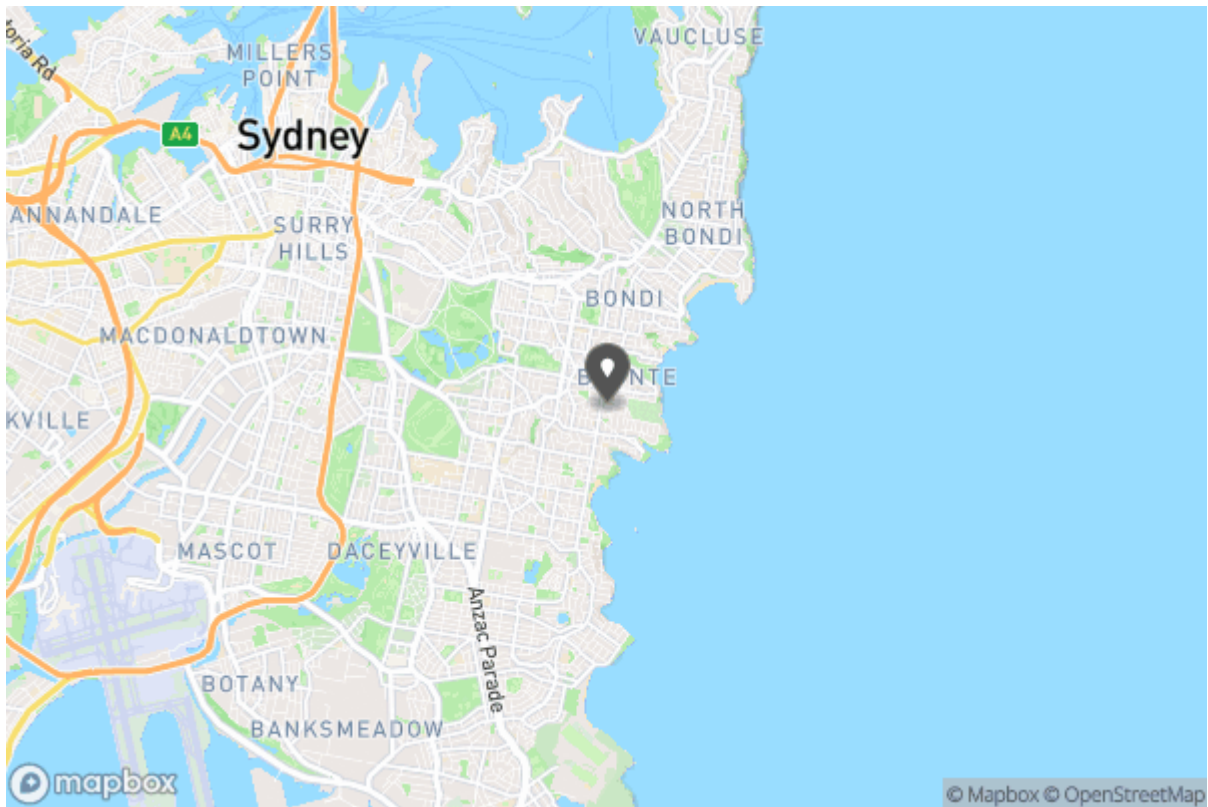 toria Rd
MILLERS
POINT
VAUCLUSE
A4
Sydney
ANNANDALE
SURRY
HILLS
NORTH
BONDI
BONDI
MACDONALDTOWN
KVILLE
MASCOT
DACEYVILLE
Anzac Parade
BOTANY
BANKSMEADOW
mapbox
© Mapbox © OpenStreetMap